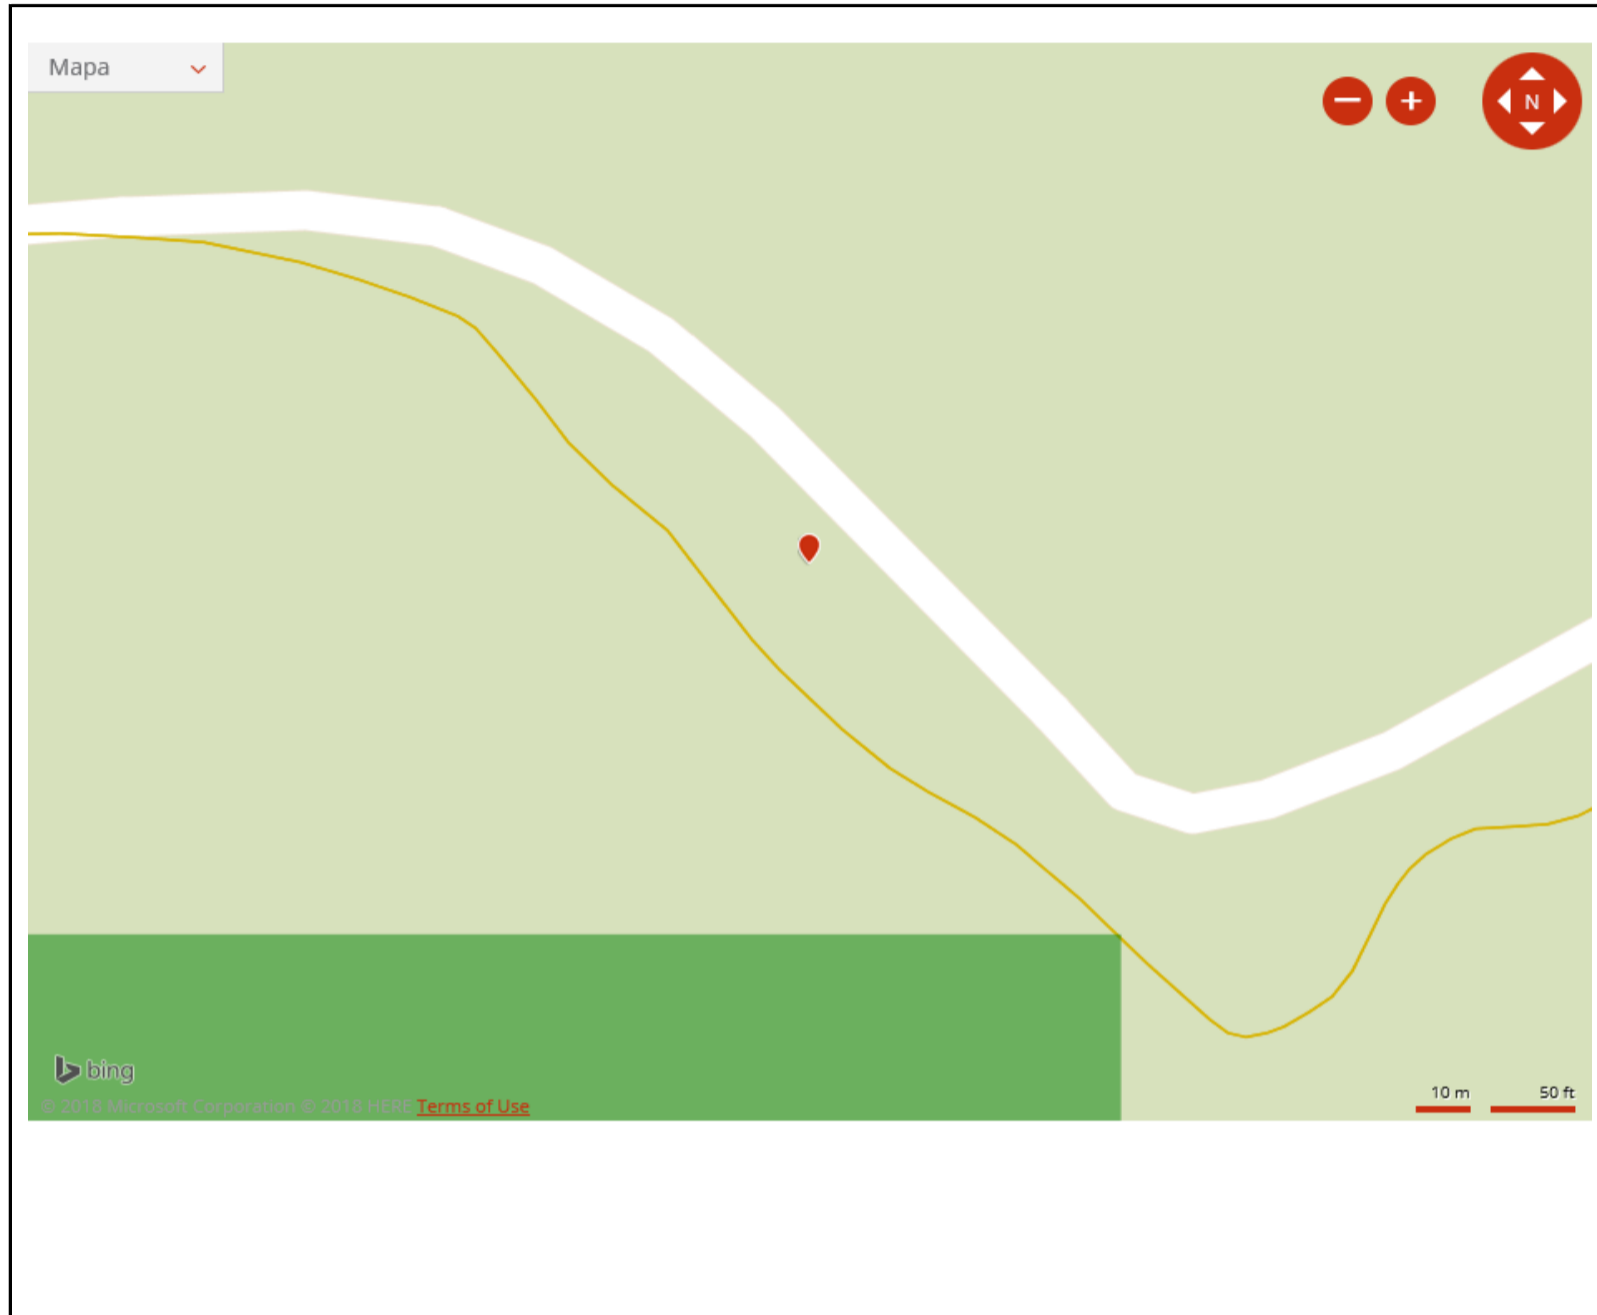 Mapa
N
bing
© 2018 Microsoft Corporation © 2018 HERE Terms of Use
10 m 50 ft